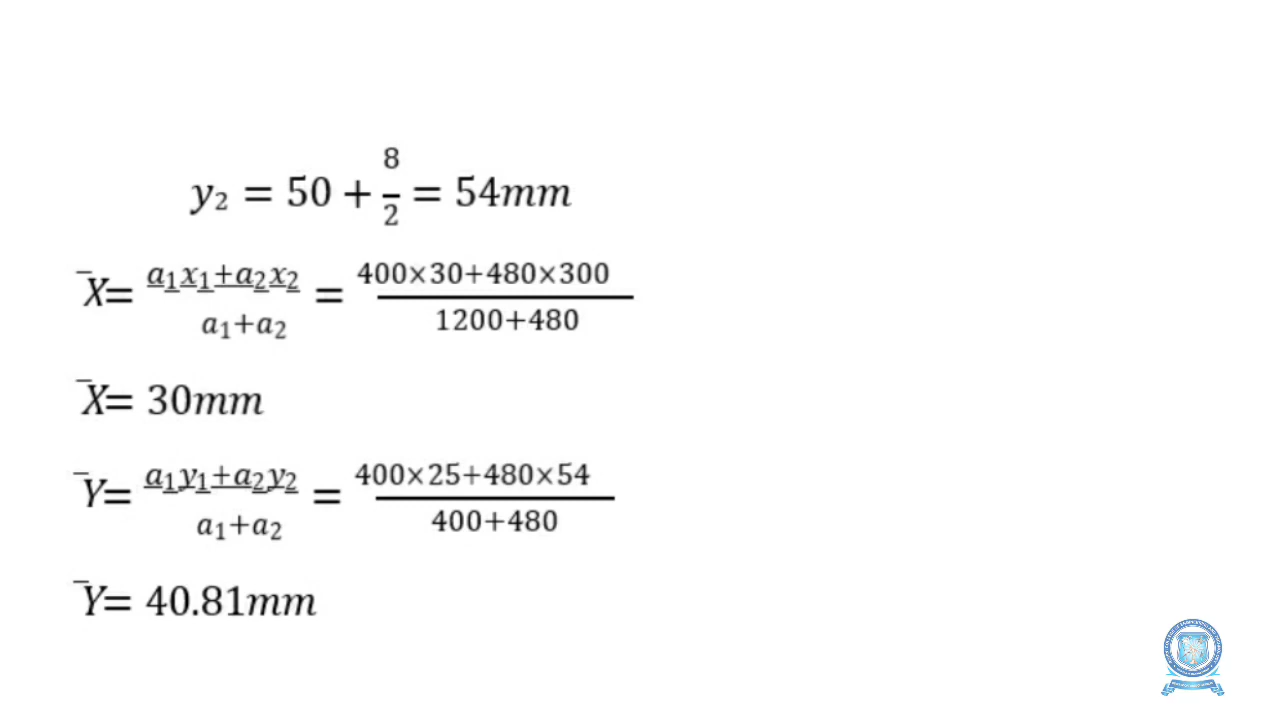 y₂ = 50 + 8/2 = 54mm
X̄= a₁x₁+a₂x₂ / a₁+a₂ = 400×30+480×300 / 1200+480
X̄= 30mm
Ȳ= a₁y₁+a₂y₂ / a₁+a₂ = 400×25+480×54 / 400+480
Ȳ= 40.81mm